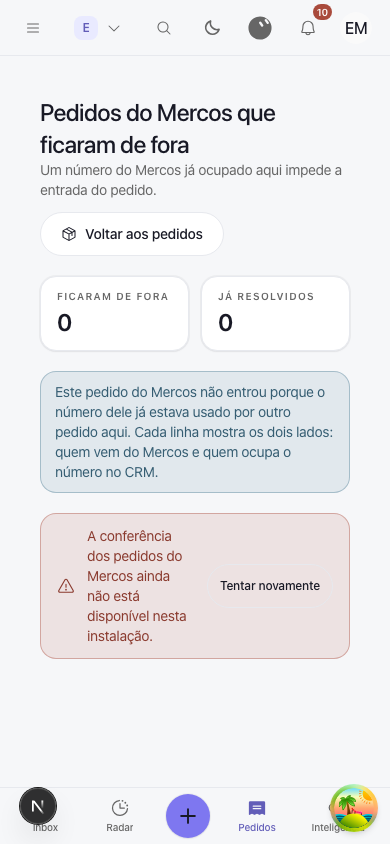 E
10
EM
Pedidos do Mercos que
ficaram de fora
Um número do Mercos já ocupado aqui impede a
entrada do pedido.
Voltar aos pedidos
FICARAM DE FORA
0
JÁ RESOLVIDOS
0
Este pedido do Mercos não entrou porque o
número dele já estava usado por outro
pedido aqui. Cada linha mostra os dois lados:
quem vem do Mercos e quem ocupa o
número no CRM.
A conferência
dos pedidos do
Mercos ainda
não está
disponível nesta
instalação.
Tentar novamente
N
Inbox
Radar
Pedidos